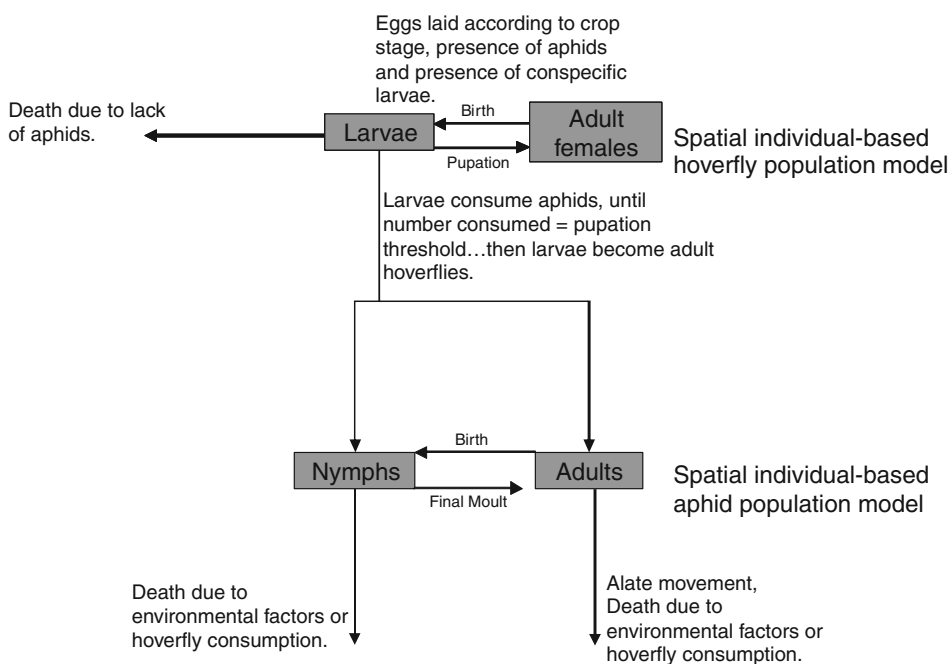 Eggs laid according to crop
stage, presence of aphids
and presence of conspecific
larvae.
Death due to lack
of aphids.
Birth
Larvae
Adult
females
Pupation
Spatial individual-based
hoverfly population model
Larvae consume aphids, until
number consumed = pupation
threshold…then larvae become adult
hoverflies.
Birth
Nymphs
Adults
Final Moult
Spatial individual-based
aphid population model
Death due to
environmental factors or
hoverfly consumption.
Alate movement,
Death due to
environmental factors or
hoverfly consumption.